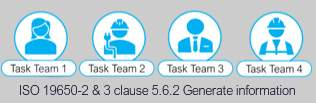 Task Team 1 Task Team 2 Task Team 3 Task Team 4
ISO 19650-2 & 3 clause 5.6.2 Generate information